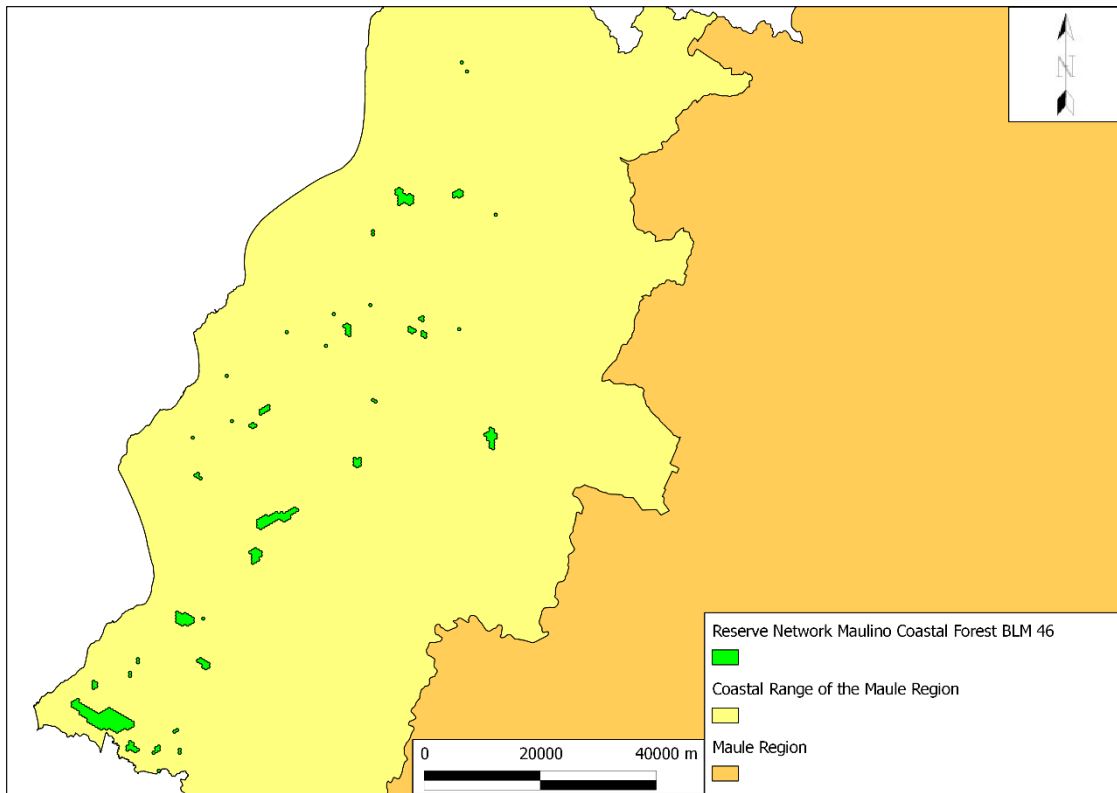 N
Reserve Network Maulino Coastal Forest BLM 46
Coastal Range of the Maule Region
Maule Region
0 20000 40000 m